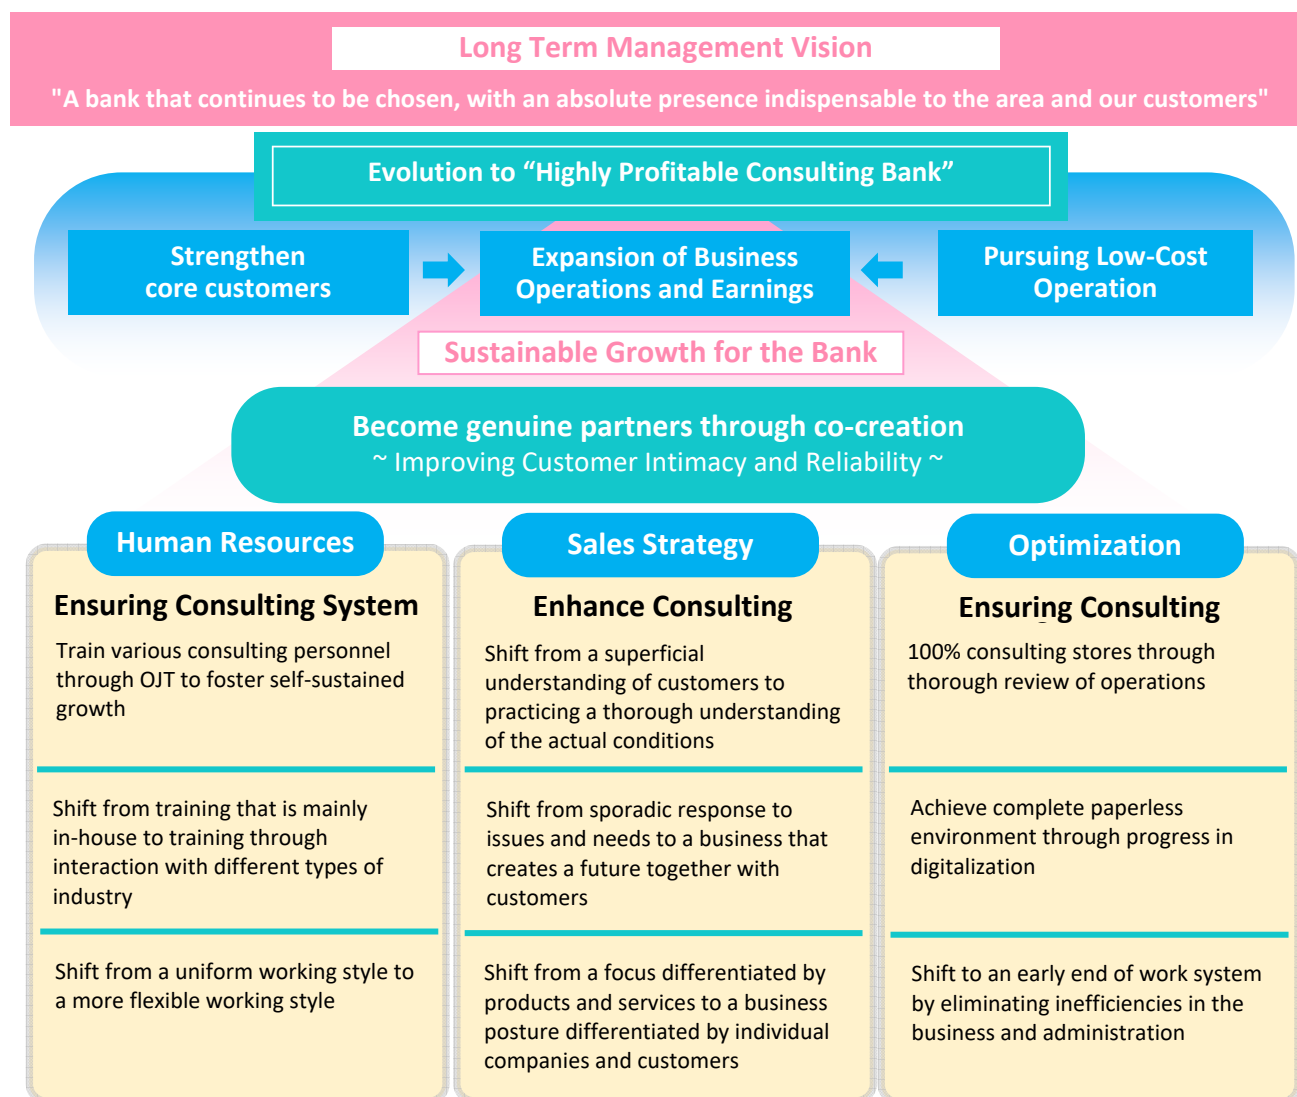 Long Term Management Vision
"A bank that continues to be chosen, with an absolute presence indispensable to the area and our customers"
Evolution to “Highly Profitable Consulting Bank”
Strengthen
core customers
Expansion of Business
Operations and Earnings
Pursuing Low-Cost
Operation
Sustainable Growth for the Bank
Become genuine partners through co-creation
~ Improving Customer Intimacy and Reliability ~
Human Resources
Ensuring Consulting System
Train various consulting personnel
through OJT to foster self-sustained
growth
Shift from training that is mainly
in-house to training through
interaction with different types of
industry
Shift from a uniform working style to
a more flexible working style
Sales Strategy
Enhance Consulting
Shift from a superficial
understanding of customers to
practicing a thorough understanding
of the actual conditions
Shift from sporadic response to
issues and needs to a business that
creates a future together with
customers
Shift from a focus differentiated by
products and services to a business
posture differentiated by individual
companies and customers
Optimization
Ensuring Consulting
100% consulting stores through
thorough review of operations
Achieve complete paperless
environment through progress in
digitalization
Shift to an early end of work system
by eliminating inefficiencies in the
business and administration